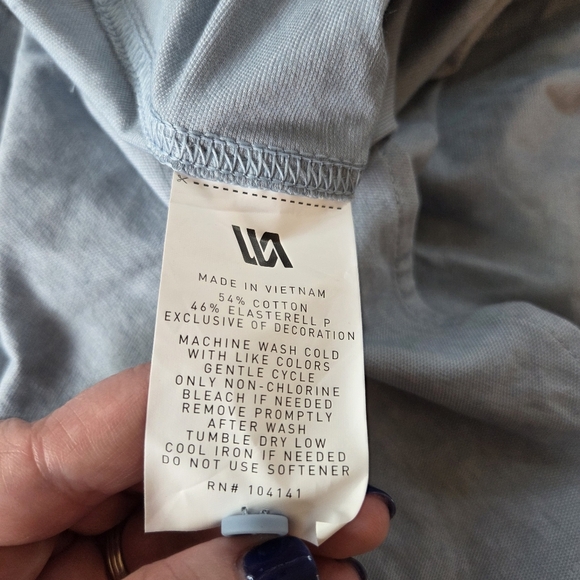 MADE IN VIETNAM
54% COTTON
46% ELASTERELL P
EXCLUSIVE OF DECORATION
MACHINE WASH COLD
WITH LIKE COLORS
GENTLE CYCLE
ONLY NON-CHLORINE
BLEACH IF NEEDED
REMOVE PROMPTLY
AFTER WASH
TUMBLE DRY LOW
COOL IRON IF NEEDED
DO NOT USE SOFTENER
RN# 104141